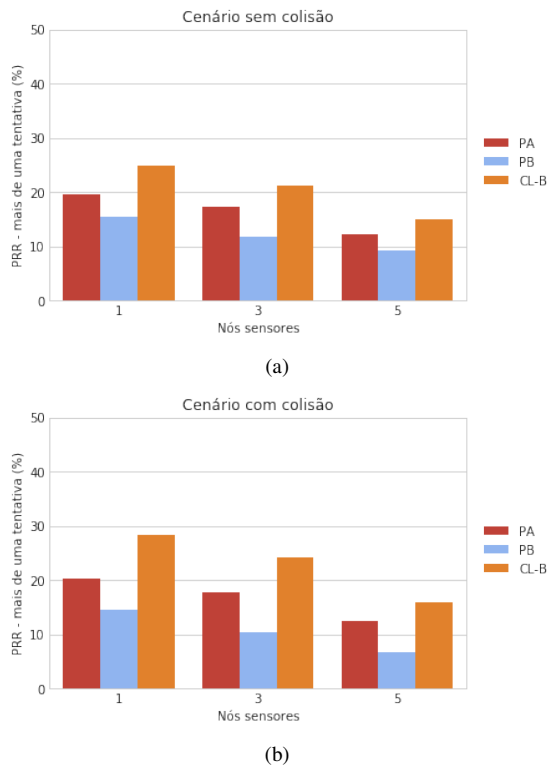 Cenário sem colisão
50
40
30
20
10
0
PRR - mais de uma tentativa (%)
1 3 5
Nós sensores
PA
PB
CL-B
(a)
Cenário com colisão
50
40
30
20
10
0
PRR - mais de uma tentativa (%)
1 3 5
Nós sensores
PA
PB
CL-B
(b)